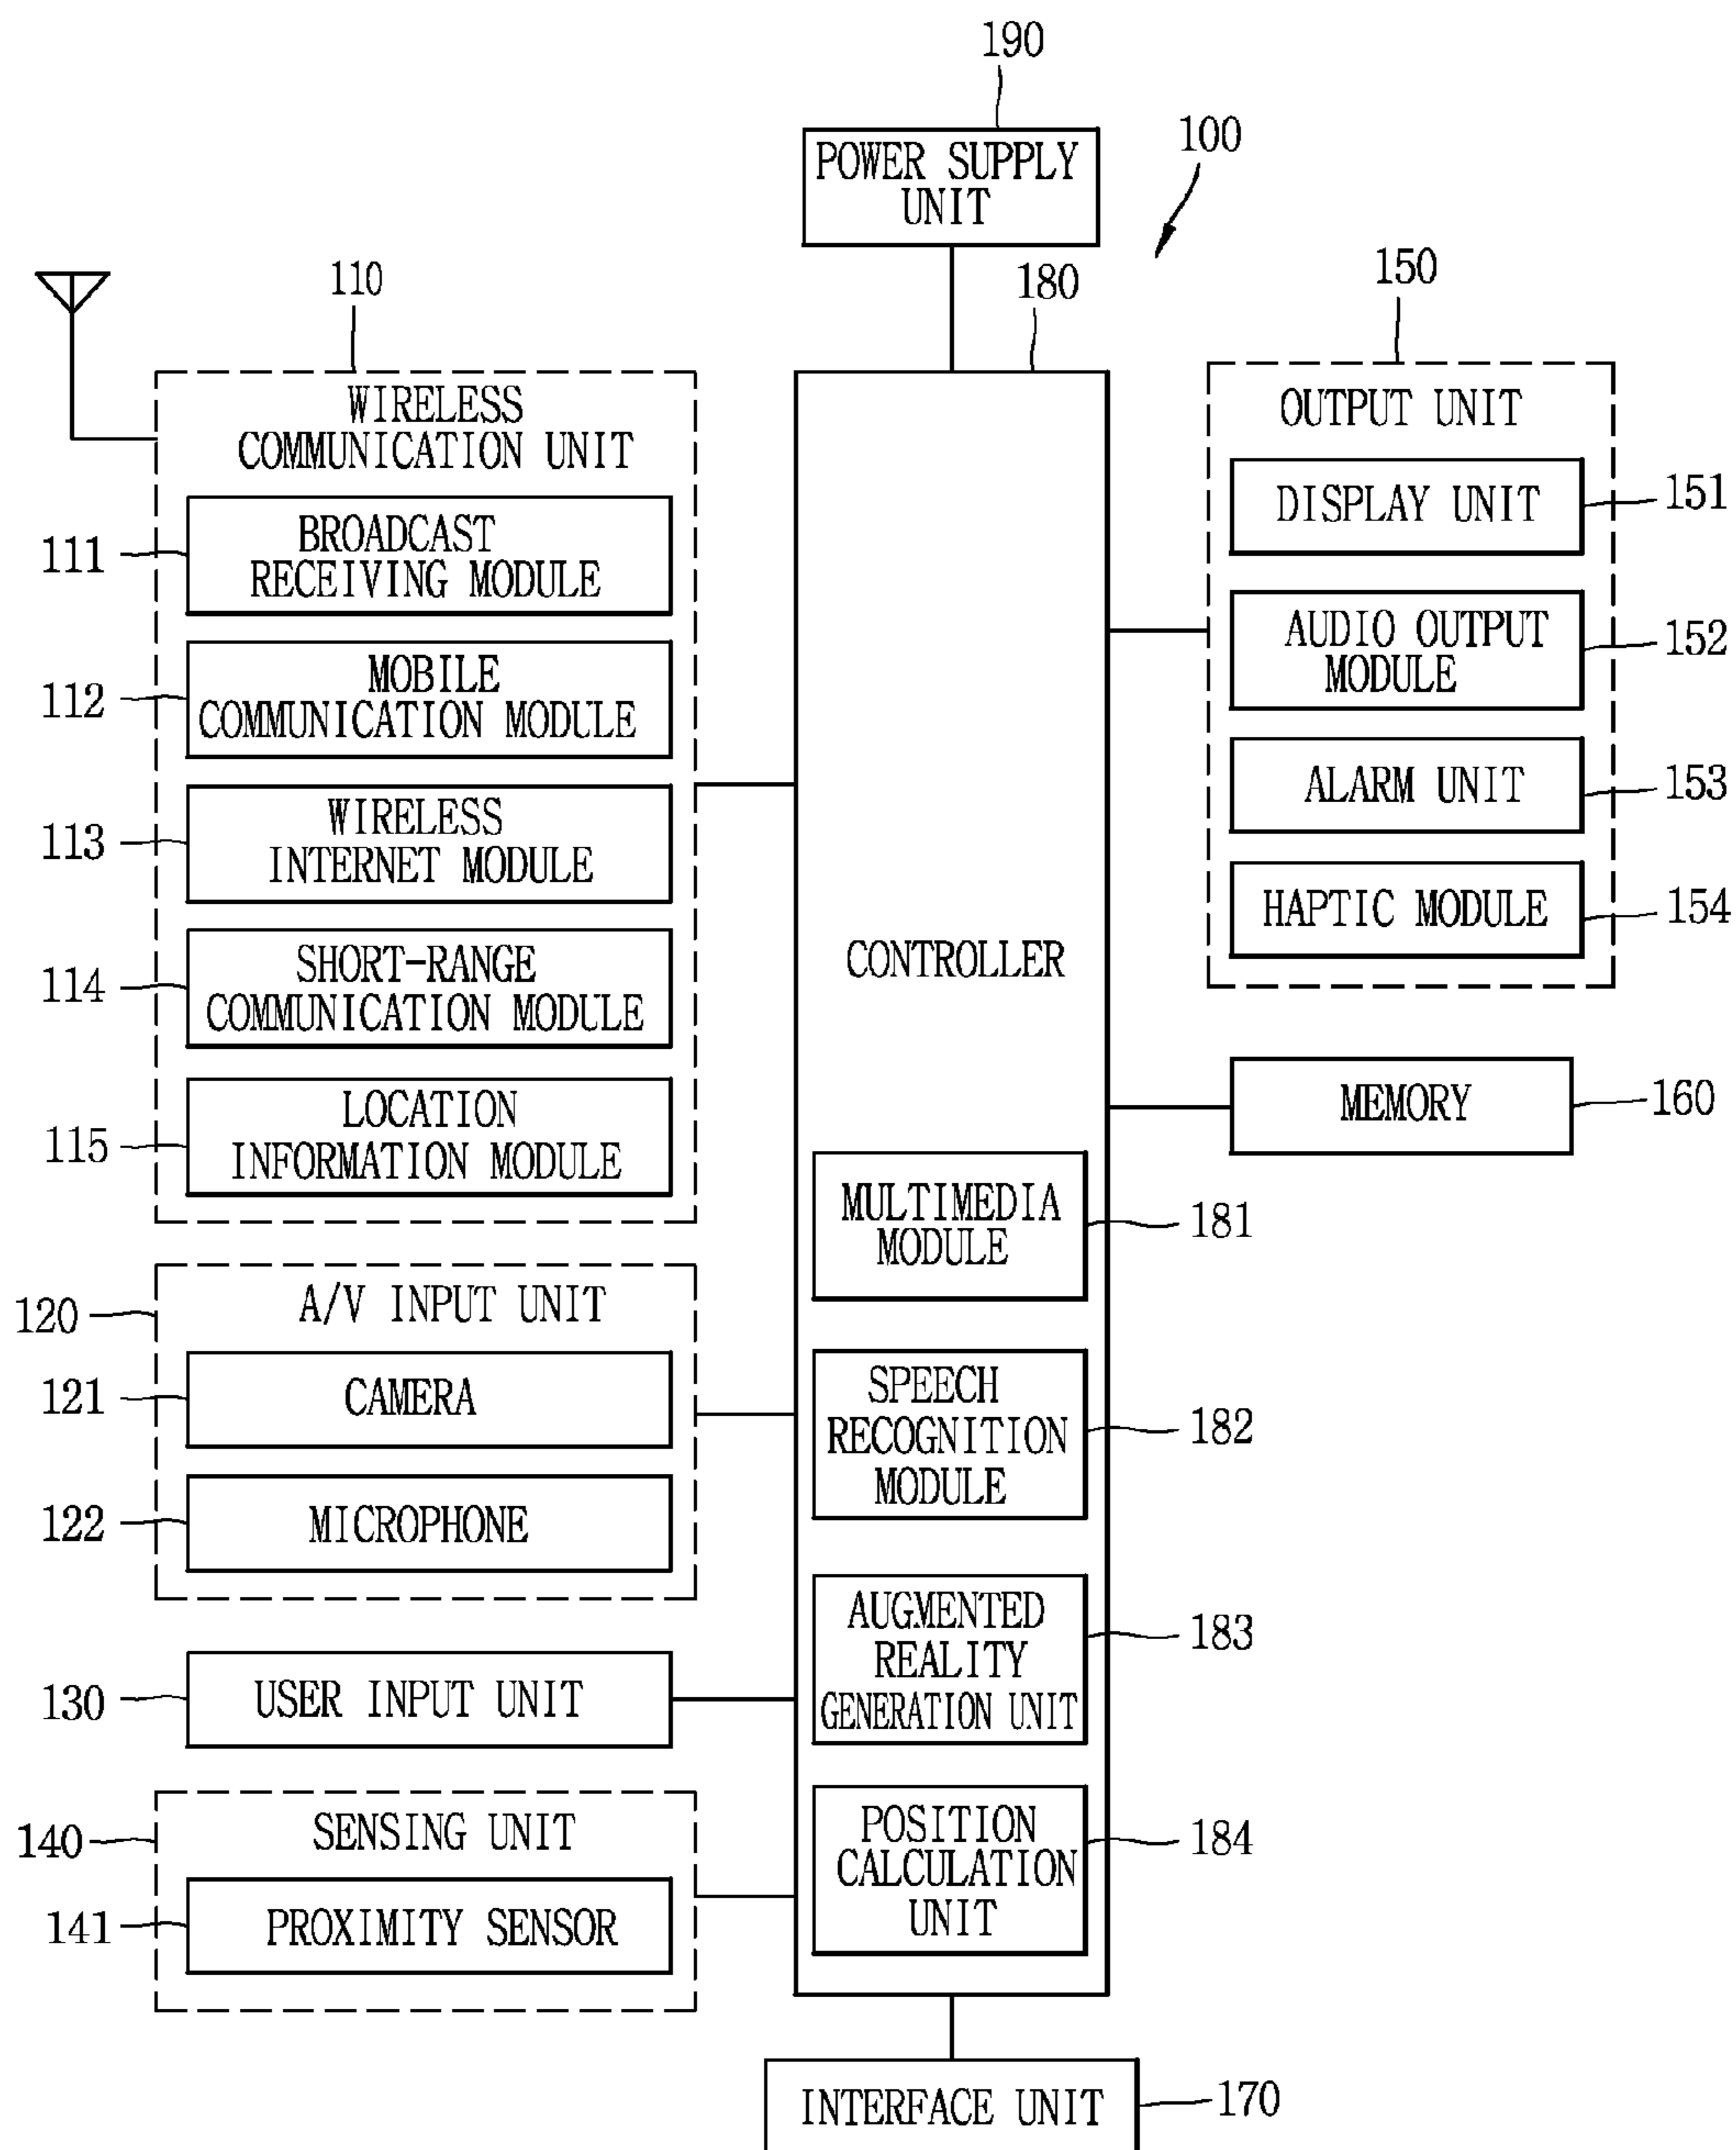 190
POWER SUPPLY
UNIT
100
110
WIRELESS
COMMUNICATION UNIT
111
BROADCAST
RECEIVING MODULE
112
MOBILE
COMMUNICATION MODULE
113
WIRELESS
INTERNET MODULE
114
SHORT-RANGE
COMMUNICATION MODULE
115
LOCATION
INFORMATION MODULE
120
A/V INPUT UNIT
121
CAMERA
122
MICROPHONE
130
USER INPUT UNIT
140
SENSING UNIT
141
PROXIMITY SENSOR
180
CONTROLLER
MULTIMEDIA
MODULE
181
SPEECH
RECOGNITION
MODULE
182
AUGMENTED
REALITY
GENERATION UNIT
183
POSITION
CALCULATION
UNIT
184
150
OUTPUT UNIT
DISPLAY UNIT
151
AUDIO OUTPUT
MODULE
152
ALARM UNIT
153
HAPTIC MODULE
154
MEMORY
160
INTERFACE UNIT
170